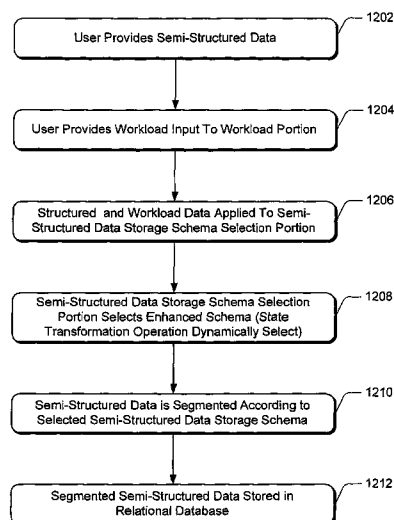 1202
User Provides Semi-Structured Data
1204
User Provides Workload Input To Workload Portion
1206
Structured and Workload Data Applied To Semi-
Structured Data Storage Schema Selection Portion
1208
Semi-Structured Data Storage Schema Selection
Portion Selects Enhanced Schema (State
Transformation Operation Dynamically Select)
1210
Semi-Structured Data is Segmented According to
Selected Semi-Structured Data Storage Schema
1212
Segmented Semi-Structured Data Stored in
Relational Database